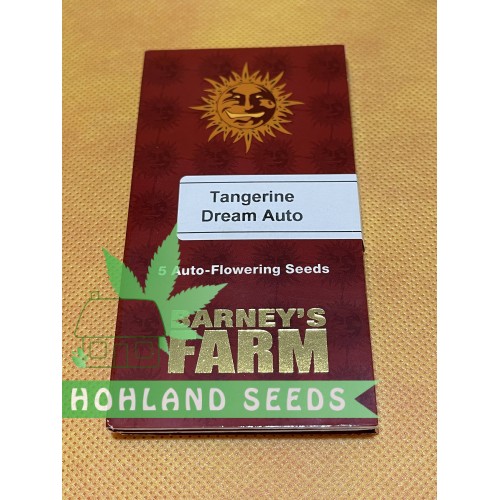 Tangerine
Dream Auto
5 Auto-Flowering Seeds
BARNEY'S
FARM
HOHLAND SEEDS